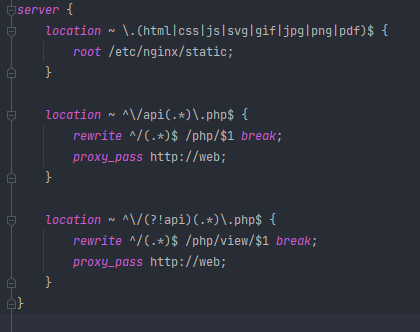 server {
    location ~ \.(html|css|js|svg|gif|jpg|png|pdf)$ {
        root /etc/nginx/static;
    }

    location ~ ^\/api(.*)\.php$ {
        rewrite ^/(.*)$ /php/$1 break;
        proxy_pass http://web;
    }

    location ~ ^\/(?!api)(.*)\.php$ {
        rewrite ^/(.*)$ /php/view/$1 break;
        proxy_pass http://web;
    }
}